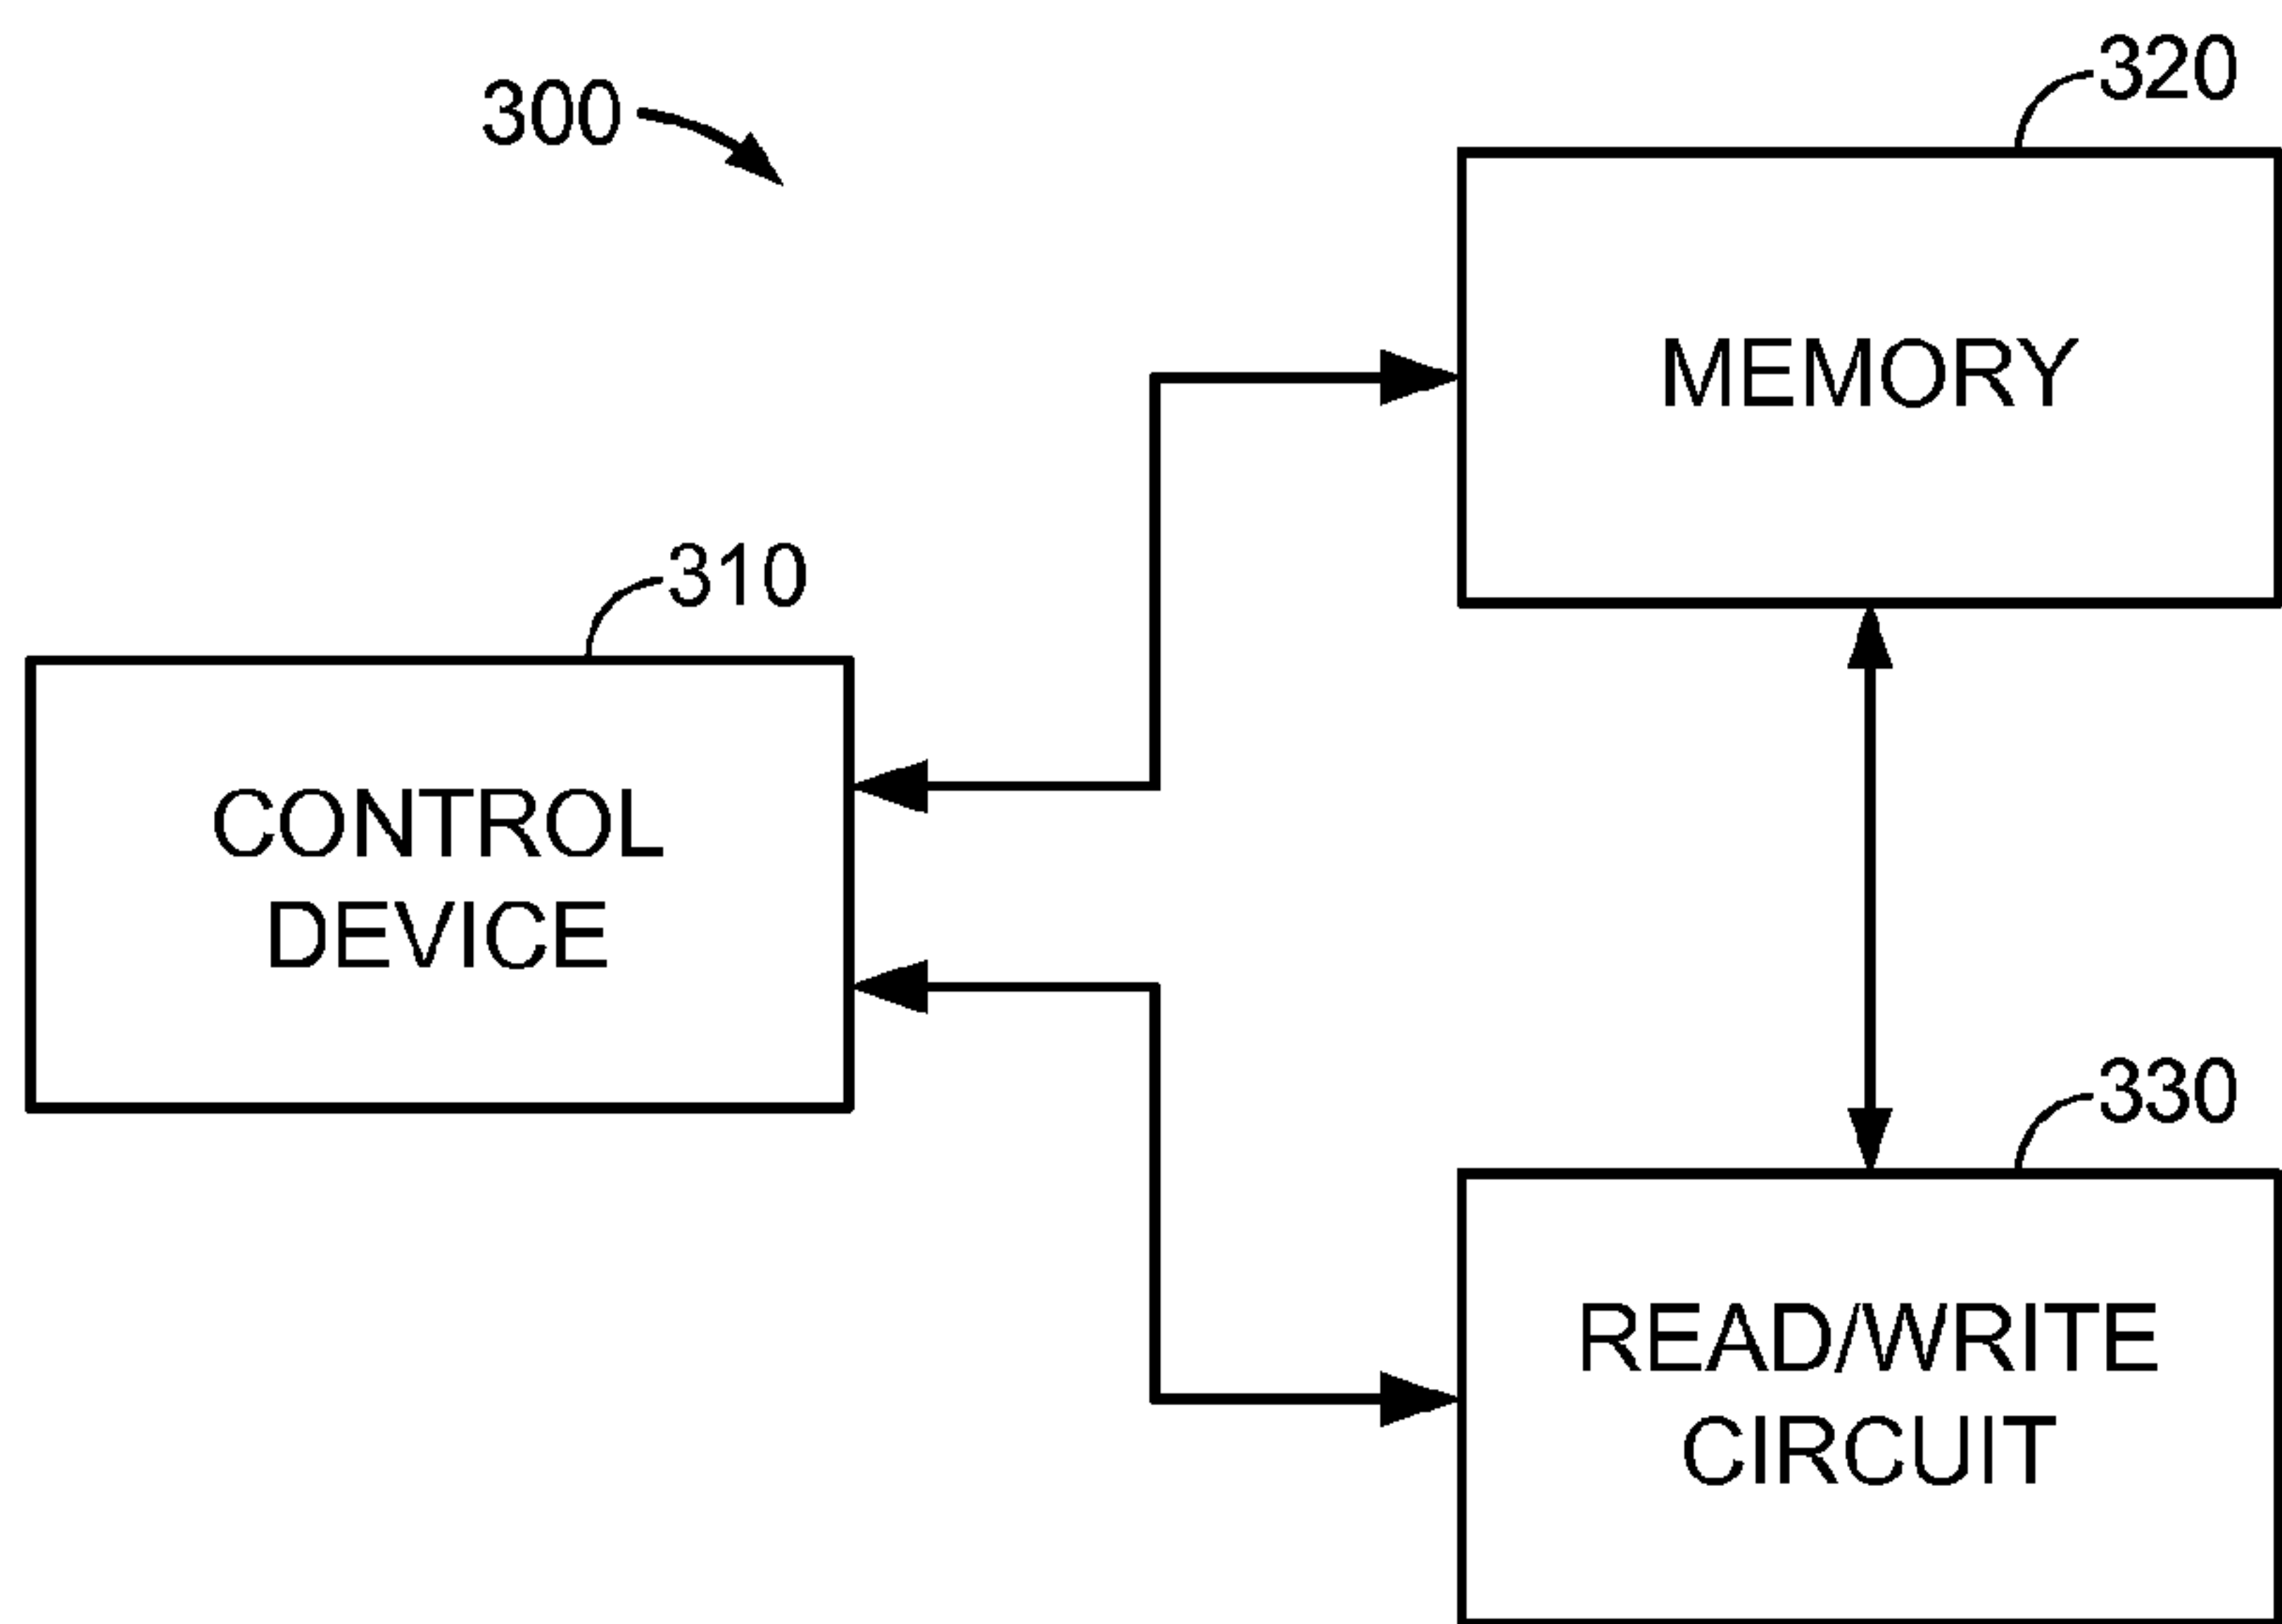 300
320
MEMORY
310
CONTROL
DEVICE
330
READ/WRITE
CIRCUIT